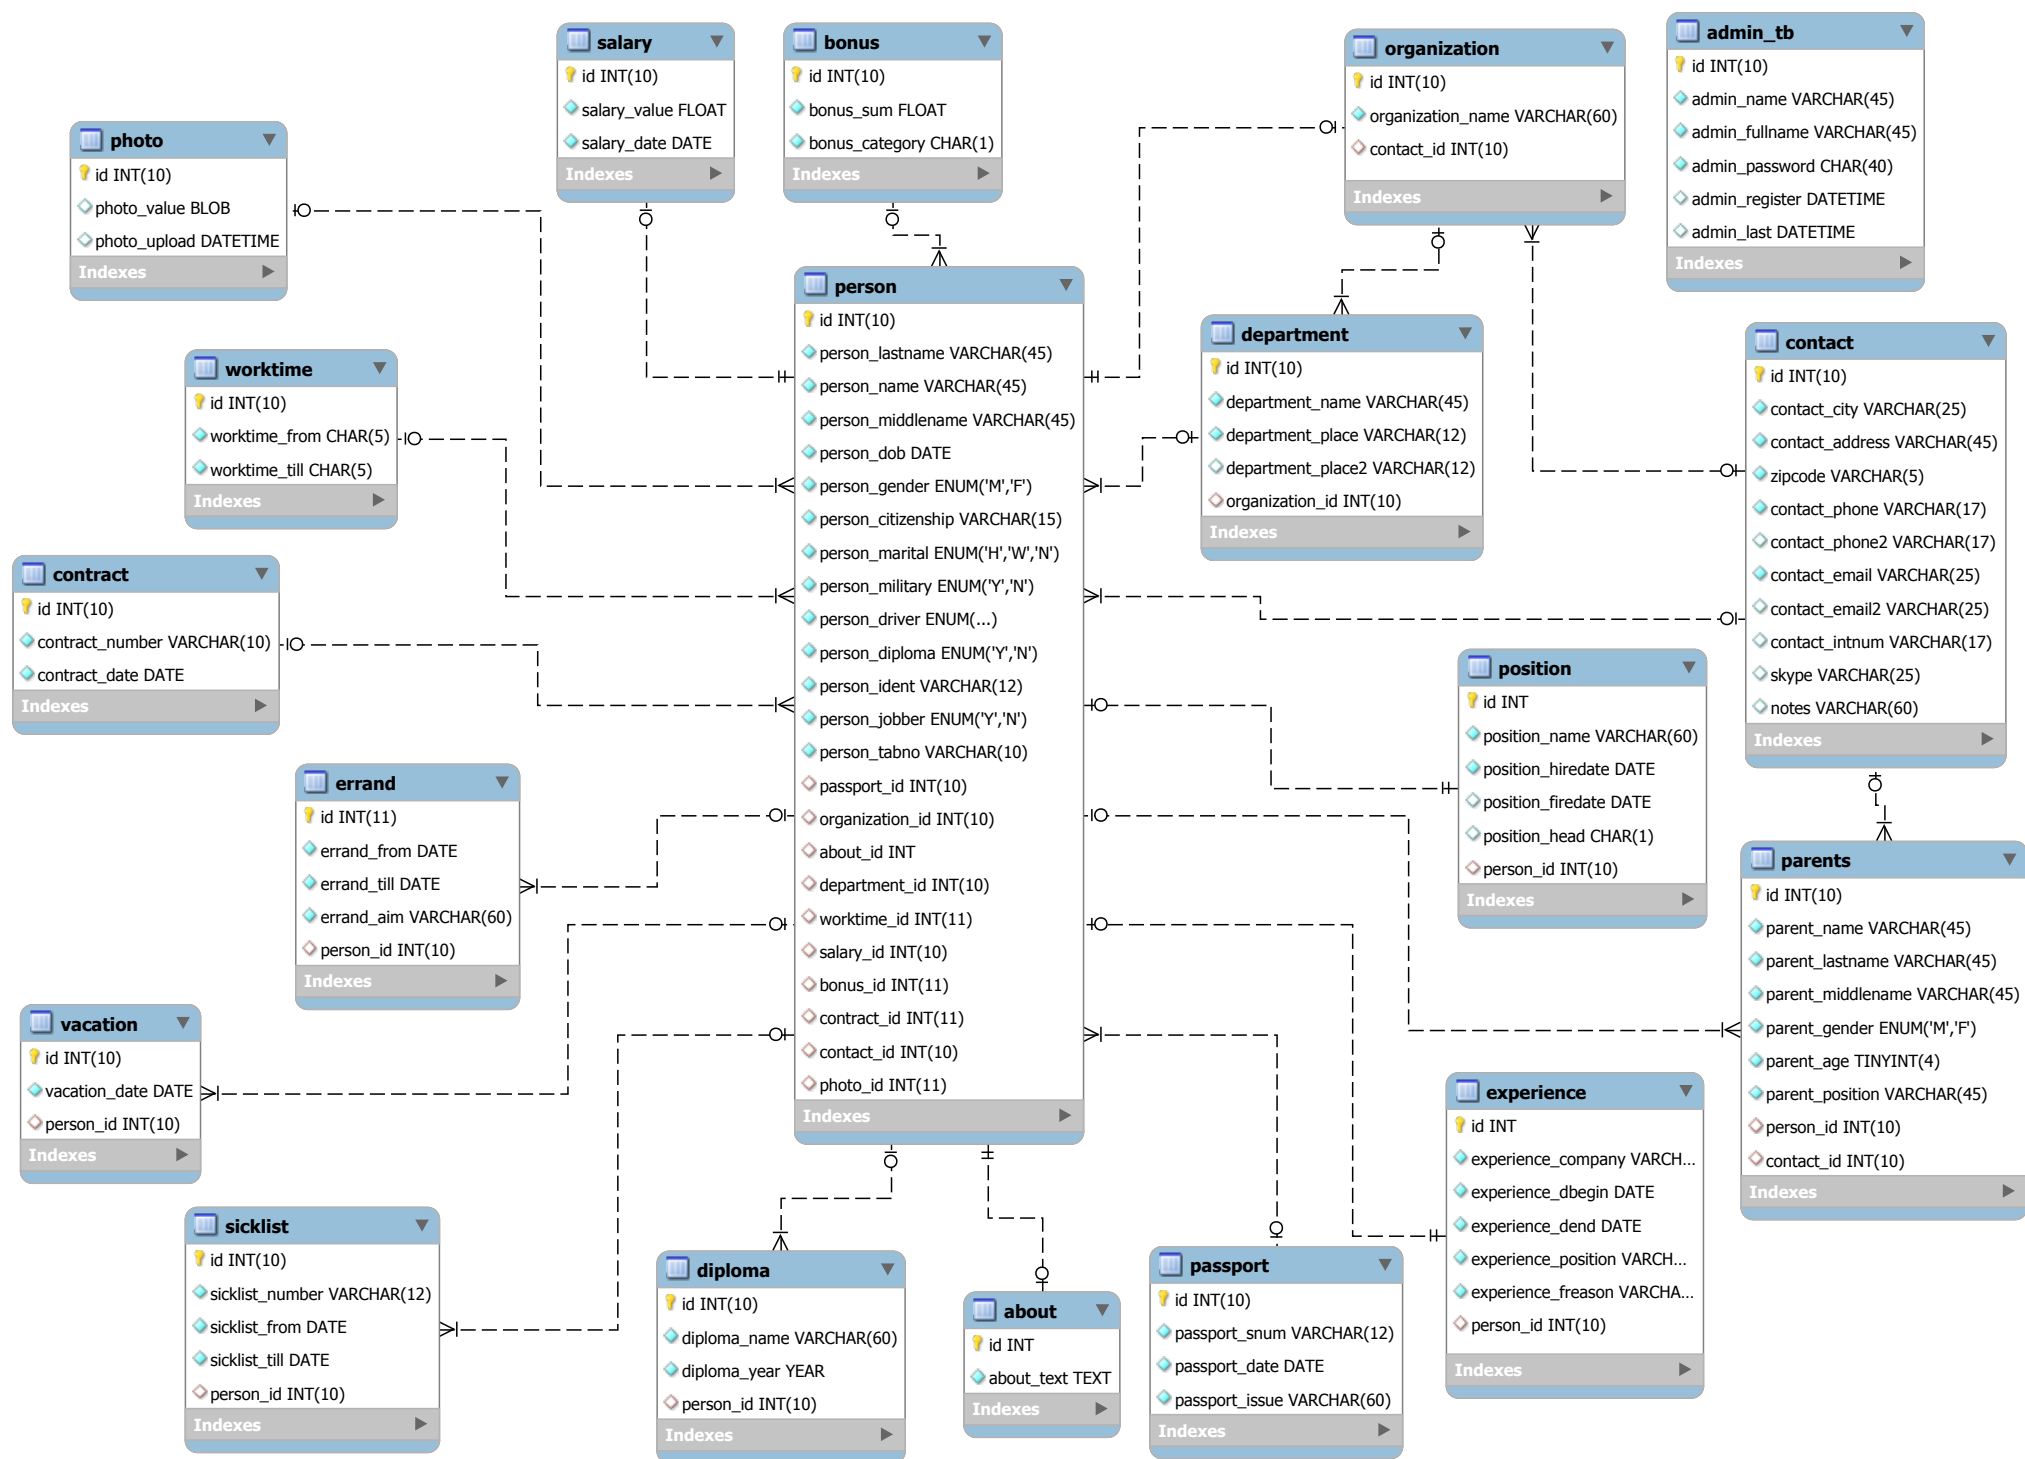 salary
id INT(10)
salary_value FLOAT
salary_date DATE
Indexes
bonus
id INT(10)
bonus_sum FLOAT
bonus_category CHAR(1)
Indexes
organization
id INT(10)
organization_name VARCHAR(60)
contact_id INT(10)
Indexes
admin_tb
id INT(10)
admin_name VARCHAR(45)
admin_fullname VARCHAR(45)
admin_password CHAR(40)
admin_register DATETIME
admin_last DATETIME
Indexes
photo
id INT(10)
photo_value BLOB
photo_upload DATETIME
Indexes
person
id INT(10)
person_lastname VARCHAR(45)
person_name VARCHAR(45)
person_middlename VARCHAR(45)
person_dob DATE
person_gender ENUM('M','F')
person_citizenship VARCHAR(15)
person_marital ENUM('H','W','N')
person_military ENUM('Y','N')
person_driver ENUM(...)
person_diploma ENUM('Y','N')
person_ident VARCHAR(12)
person_jobber ENUM('Y','N')
person_tabno VARCHAR(10)
passport_id INT(10)
organization_id INT(10)
about_id INT
department_id INT(10)
worktime_id INT(11)
salary_id INT(10)
bonus_id INT(11)
contract_id INT(11)
contact_id INT(10)
photo_id INT(11)
Indexes
department
id INT(10)
department_name VARCHAR(45)
department_place VARCHAR(12)
department_place2 VARCHAR(12)
organization_id INT(10)
Indexes
contact
id INT(10)
contact_city VARCHAR(25)
contact_address VARCHAR(45)
zipcode VARCHAR(5)
contact_phone VARCHAR(17)
contact_phone2 VARCHAR(17)
contact_email VARCHAR(25)
contact_email2 VARCHAR(25)
contact_intnum VARCHAR(17)
skype VARCHAR(25)
notes VARCHAR(60)
Indexes
worktime
id INT(10)
worktime_from CHAR(5)
worktime_till CHAR(5)
Indexes
contract
id INT(10)
contract_number VARCHAR(10)
contract_date DATE
Indexes
position
id INT
position_name VARCHAR(60)
position_hiredate DATE
position_firedate DATE
position_head CHAR(1)
person_id INT(10)
Indexes
errand
id INT(11)
errand_from DATE
errand_till DATE
errand_aim VARCHAR(60)
person_id INT(10)
Indexes
parents
id INT(10)
parent_name VARCHAR(45)
parent_lastname VARCHAR(45)
parent_middlename VARCHAR(45)
parent_gender ENUM('M','F')
parent_age TINYINT(4)
parent_position VARCHAR(45)
person_id INT(10)
contact_id INT(10)
Indexes
vacation
id INT(10)
vacation_date DATE
person_id INT(10)
Indexes
experience
id INT
experience_company VARCH...
experience_dbegin DATE
experience_dend DATE
experience_position VARCH...
experience_freason VARCHA...
person_id INT(10)
Indexes
sicklist
id INT(10)
sicklist_number VARCHAR(12)
sicklist_from DATE
sicklist_till DATE
person_id INT(10)
Indexes
diploma
id INT(10)
diploma_name VARCHAR(60)
diploma_year YEAR
person_id INT(10)
Indexes
about
id INT
about_text TEXT
Indexes
passport
id INT(10)
passport_snum VARCHAR(12)
passport_date DATE
passport_issue VARCHAR(60)
Indexes